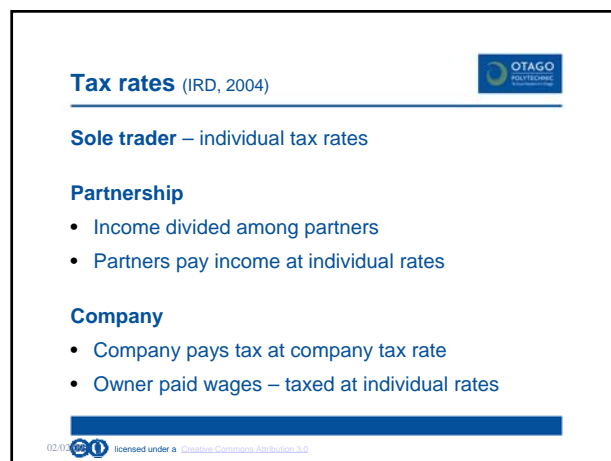 OTAGO
POLYTECHNIC
Tax rates (IRD, 2004)
Sole trader – individual tax rates
Partnership
• Income divided among partners
• Partners pay income at individual rates
Company
• Company pays tax at company tax rate
• Owner paid wages – taxed at individual rates
licensed under a Creative Commons Attribution 3.0